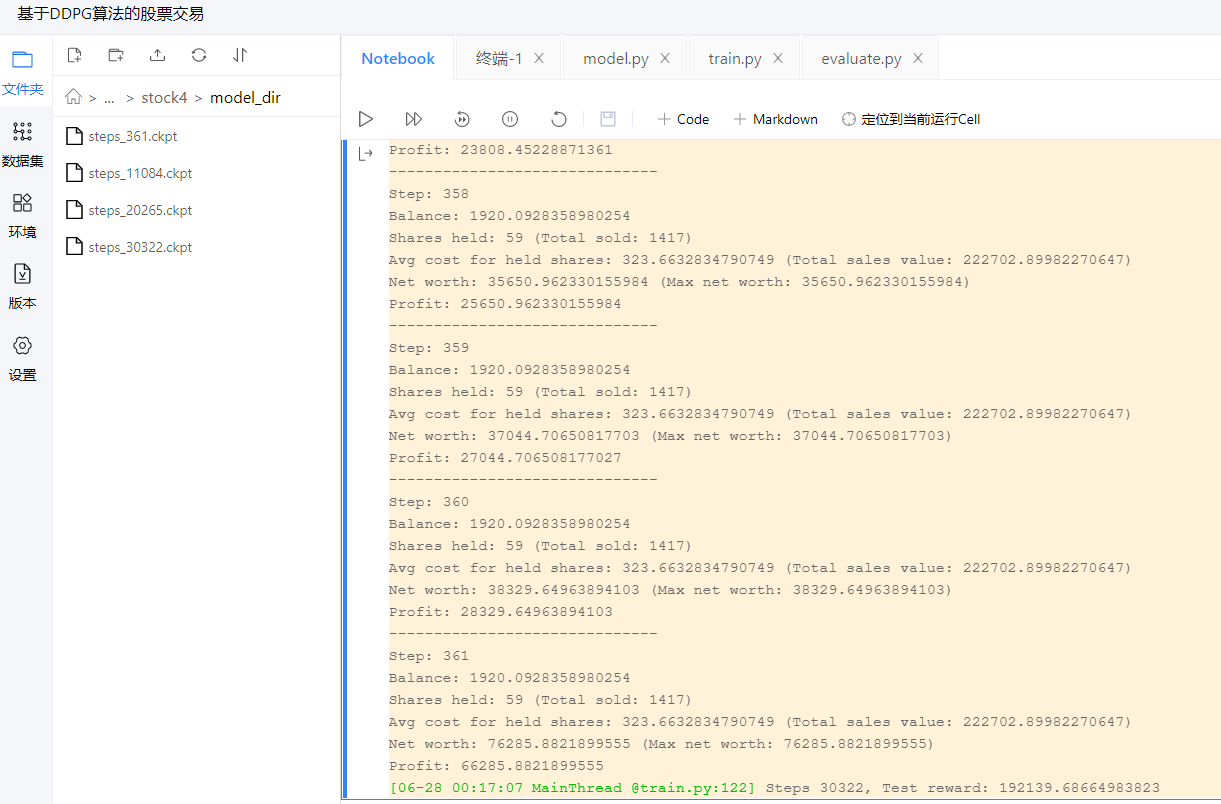 基于DDPG算法的股票交易
文件夹
数据集
环境
版本
设置
> ... > stock4 > model_dir
steps_361.ckpt
steps_11084.ckpt
steps_20265.ckpt
steps_30322.ckpt
Notebook
终端-1
model.py
train.py
evaluate.py
Code
Markdown
定位到当前运行Cell
Profit: 23808.45228871361
------------------------------
Step: 358
Balance: 1920.0928358980254
Shares held: 59 (Total sold: 1417)
Avg cost for held shares: 323.6632834790749 (Total sales value: 222702.89982270647)
Net worth: 35650.962330155984 (Max net worth: 35650.962330155984)
Profit: 25650.962330155984
------------------------------
Step: 359
Balance: 1920.0928358980254
Shares held: 59 (Total sold: 1417)
Avg cost for held shares: 323.6632834790749 (Total sales value: 222702.89982270647)
Net worth: 37044.70650817703 (Max net worth: 37044.70650817703)
Profit: 27044.706508177027
------------------------------
Step: 360
Balance: 1920.0928358980254
Shares held: 59 (Total sold: 1417)
Avg cost for held shares: 323.6632834790749 (Total sales value: 222702.89982270647)
Net worth: 38329.64963894103 (Max net worth: 38329.64963894103)
Profit: 28329.64963894103
------------------------------
Step: 361
Balance: 1920.0928358980254
Shares held: 59 (Total sold: 1417)
Avg cost for held shares: 323.6632834790749 (Total sales value: 222702.89982270647)
Net worth: 76285.8821899555 (Max net worth: 76285.8821899555)
Profit: 66285.8821899555
[06-28 00:17:07 MainThread @train.py:122] Steps 30322, Test reward: 192139.68664983823